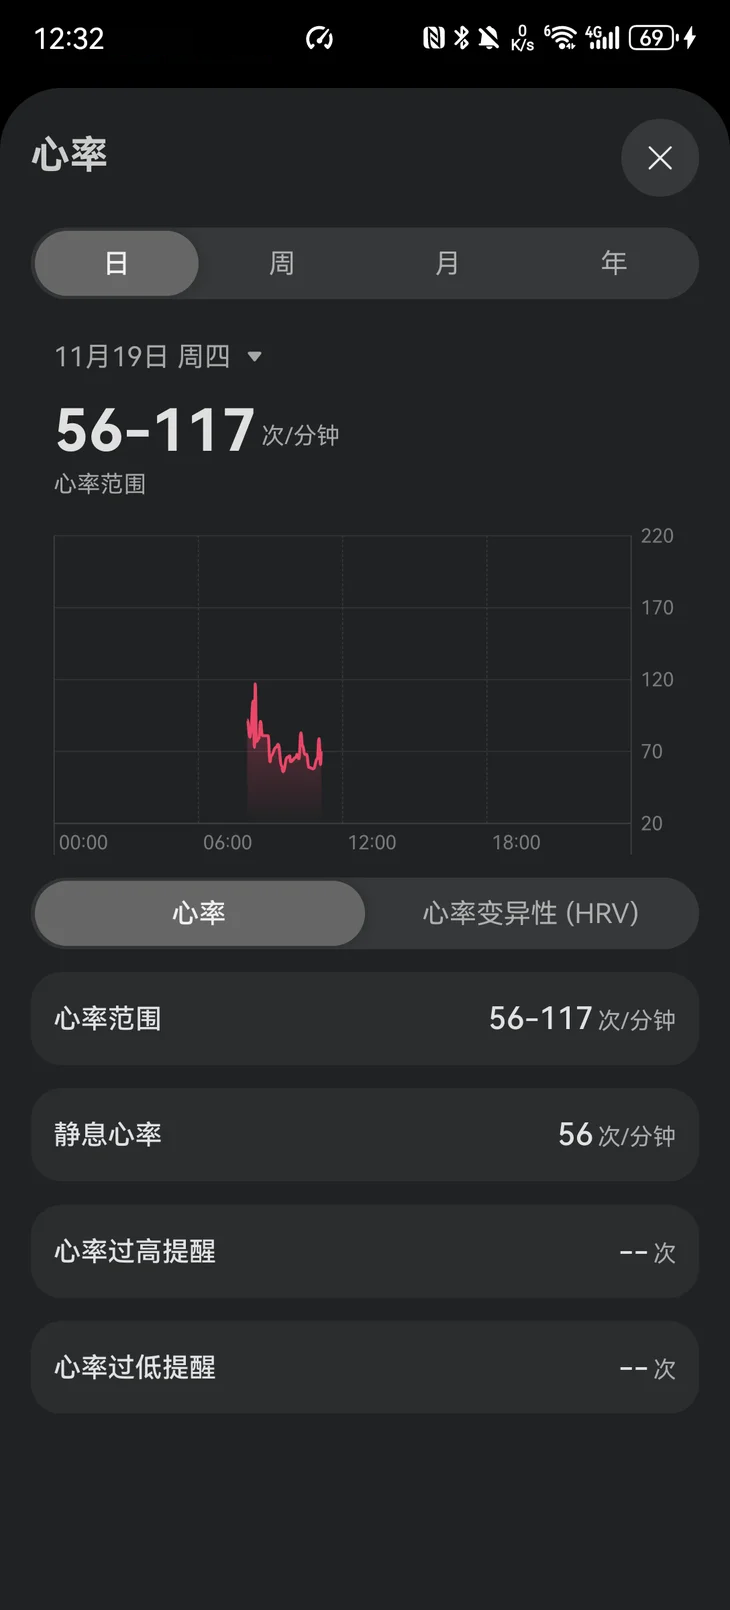 12:32
0 K/s 6 4G 69
心率
日 周 月 年
11月19日 周四
56-117 次/分钟
心率范围
220
170
120
70
20
00:00 06:00 12:00 18:00
心率 心率变异性 (HRV)
心率范围 56-117 次/分钟
静息心率 56 次/分钟
心率过高提醒 -- 次
心率过低提醒 -- 次